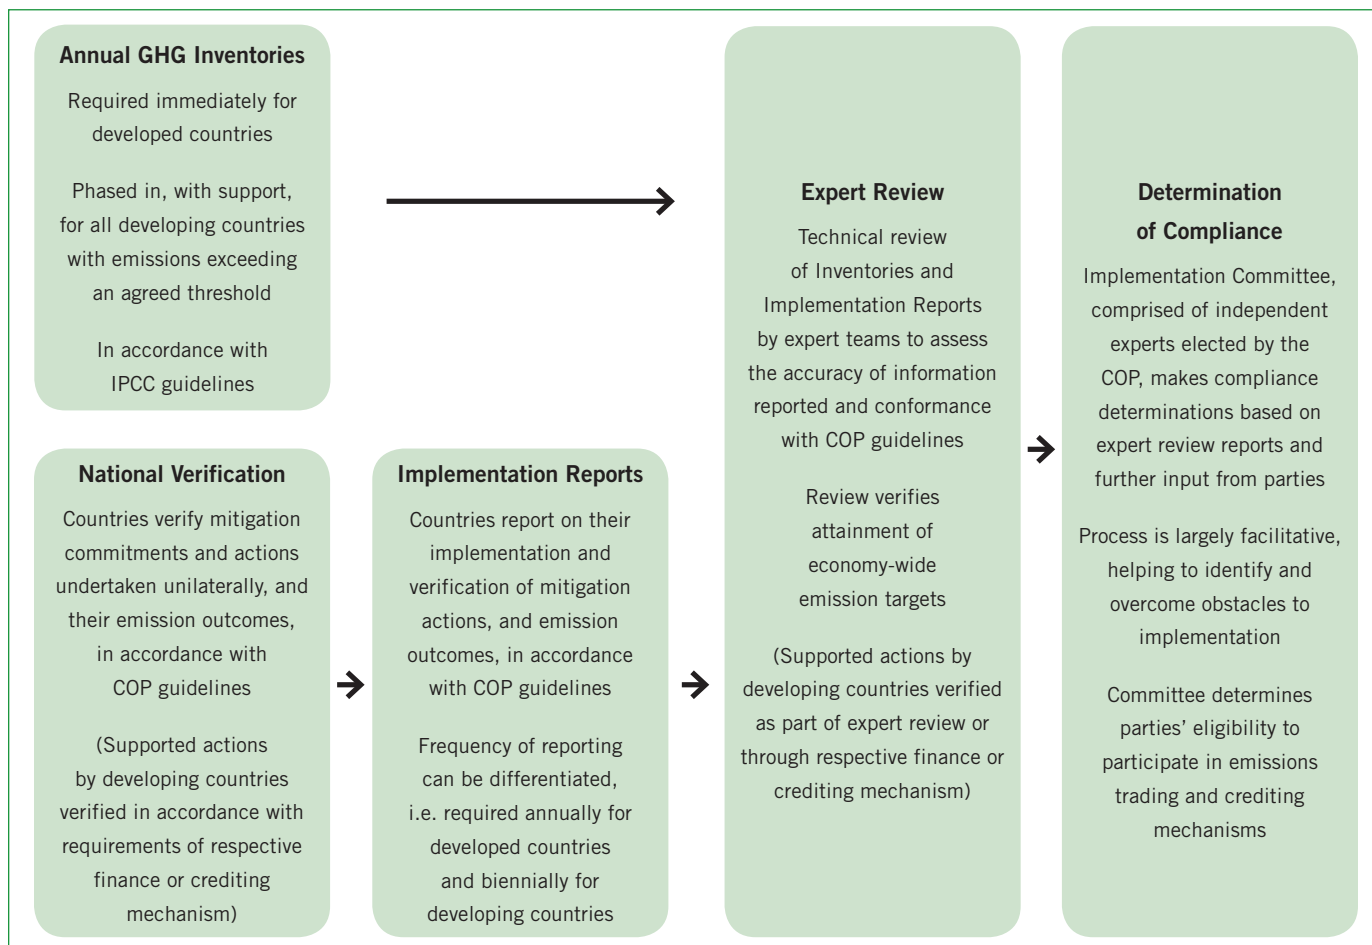 Annual GHG Inventories
Required immediately for
developed countries
Phased in, with support,
for all developing countries
with emissions exceeding
an agreed threshold
In accordance with
IPCC guidelines
National Verification
Countries verify mitigation
commitments and actions
undertaken unilaterally, and
their emission outcomes,
in accordance with
COP guidelines
(Supported actions
by developing countries
verified in accordance with
requirements of respective
finance or crediting
mechanism)
Implementation Reports
Countries report on their
implementation and
verification of mitigation
actions, and emission
outcomes, in accordance
with COP guidelines
Frequency of reporting
can be differentiated,
i.e. required annually for
developed countries
and biennially for
developing countries
Expert Review
Technical review
of Inventories and
Implementation Reports
by expert teams to assess
the accuracy of information
reported and conformance
with COP guidelines
Review verifies
attainment of
economy-wide
emission targets
(Supported actions by
developing countries verified
as part of expert review or
through respective finance or
crediting mechanism)
Determination
of Compliance
Implementation Committee,
comprised of independent
experts elected by the
COP, makes compliance
determinations based on
expert review reports and
further input from parties
Process is largely facilitative,
helping to identify and
overcome obstacles to
implementation
Committee determines
parties’ eligibility to
participate in emissions
trading and crediting
mechanisms